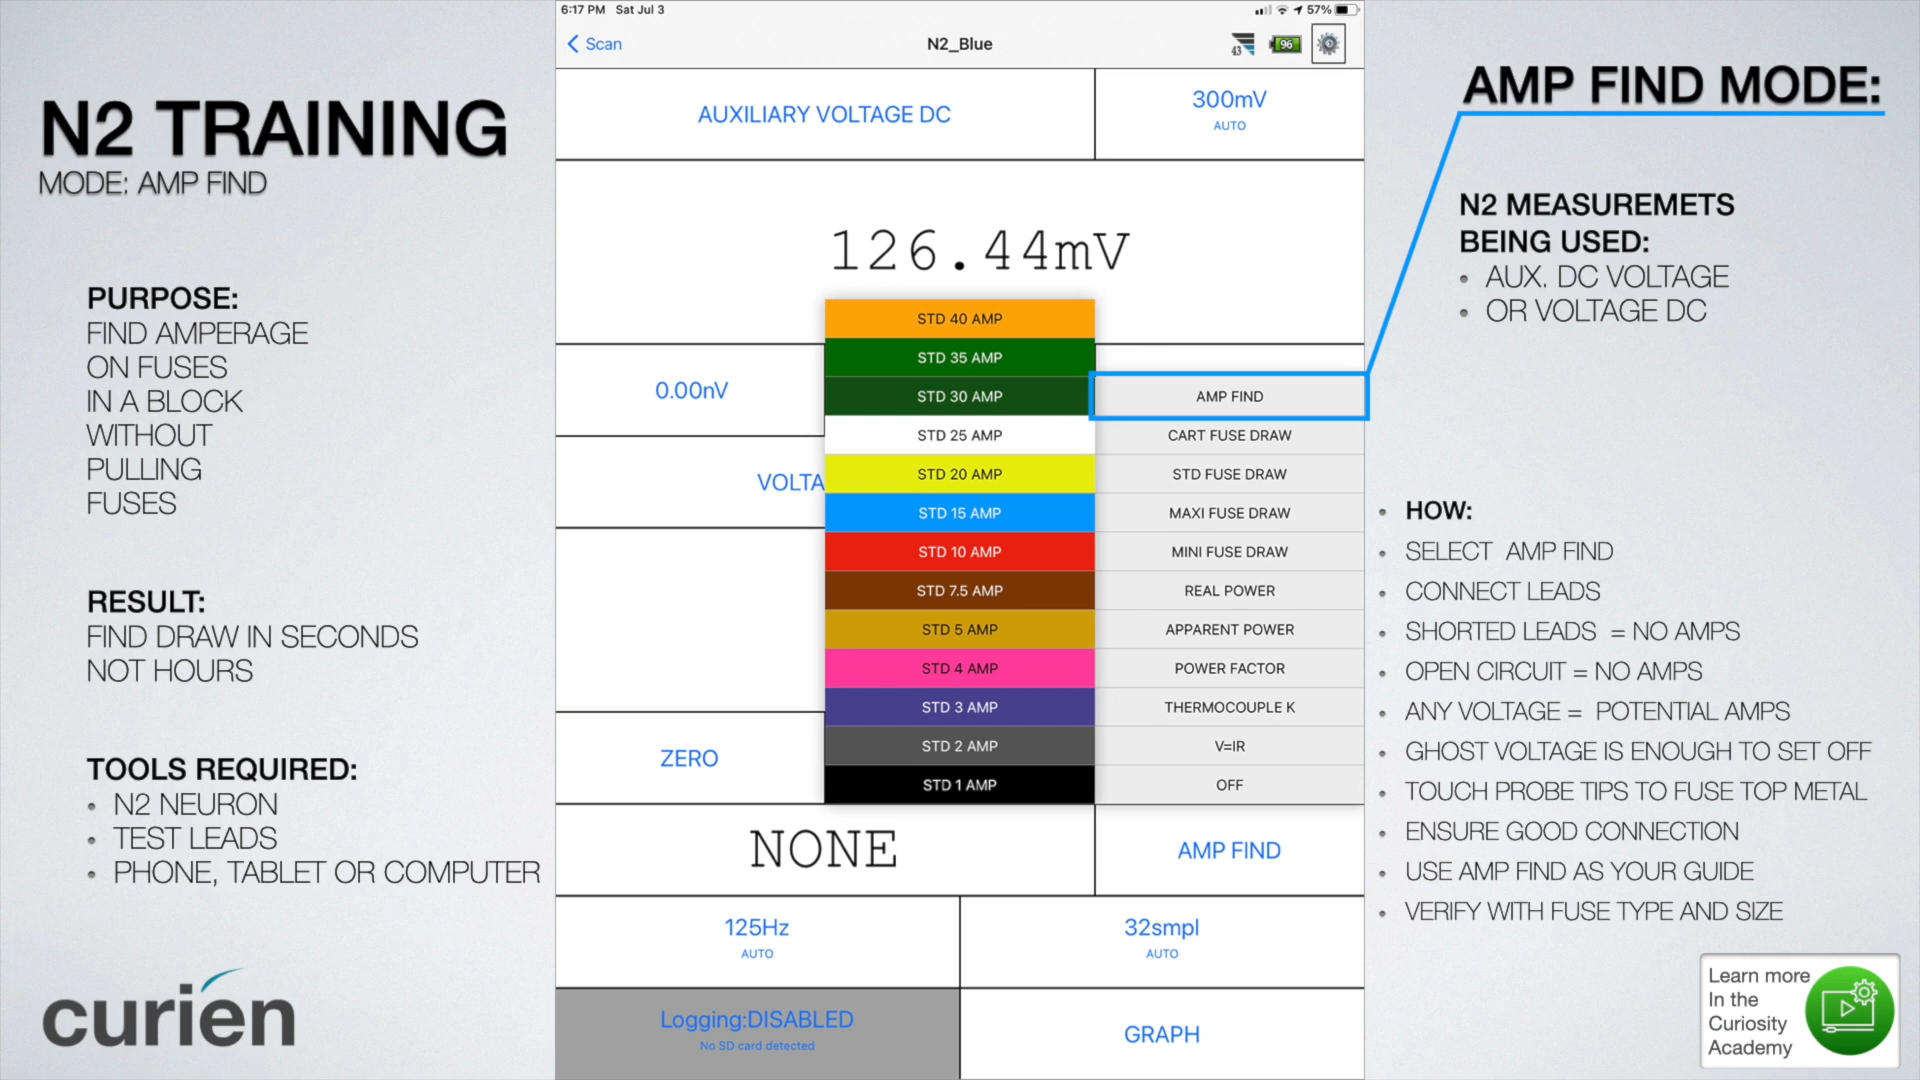 N2 TRAINING
MODE: AMP FIND
PURPOSE:
FIND AMPERAGE
ON FUSES
IN A BLOCK
WITHOUT
PULLING
FUSES
RESULT:
FIND DRAW IN SECONDS
NOT HOURS
TOOLS REQUIRED:
• N2 NEURON
• TEST LEADS
• PHONE, TABLET OR COMPUTER
curien
6:17 PM Sat Jul 3
57%
Scan
N2_Blue
43
96
AUXILIARY VOLTAGE DC
300mV
AUTO
126.44mV
0.00nV
VOLTA
ZERO
STD 40 AMP
STD 35 AMP
STD 30 AMP
STD 25 AMP
STD 20 AMP
STD 15 AMP
STD 10 AMP
STD 7.5 AMP
STD 5 AMP
STD 4 AMP
STD 3 AMP
STD 2 AMP
STD 1 AMP
AMP FIND
CART FUSE DRAW
STD FUSE DRAW
MAXI FUSE DRAW
MINI FUSE DRAW
REAL POWER
APPARENT POWER
POWER FACTOR
THERMOCOUPLE K
V=IR
OFF
NONE
AMP FIND
125Hz
AUTO
32smpl
AUTO
Logging:DISABLED
No SD card detected
GRAPH
AMP FIND MODE:
N2 MEASUREMETS
BEING USED:
• AUX. DC VOLTAGE
• OR VOLTAGE DC
• HOW:
• SELECT AMP FIND
• CONNECT LEADS
• SHORTED LEADS = NO AMPS
• OPEN CIRCUIT = NO AMPS
• ANY VOLTAGE = POTENTIAL AMPS
• GHOST VOLTAGE IS ENOUGH TO SET OFF
• TOUCH PROBE TIPS TO FUSE TOP METAL
• ENSURE GOOD CONNECTION
• USE AMP FIND AS YOUR GUIDE
• VERIFY WITH FUSE TYPE AND SIZE
Learn more
In the
Curiosity
Academy